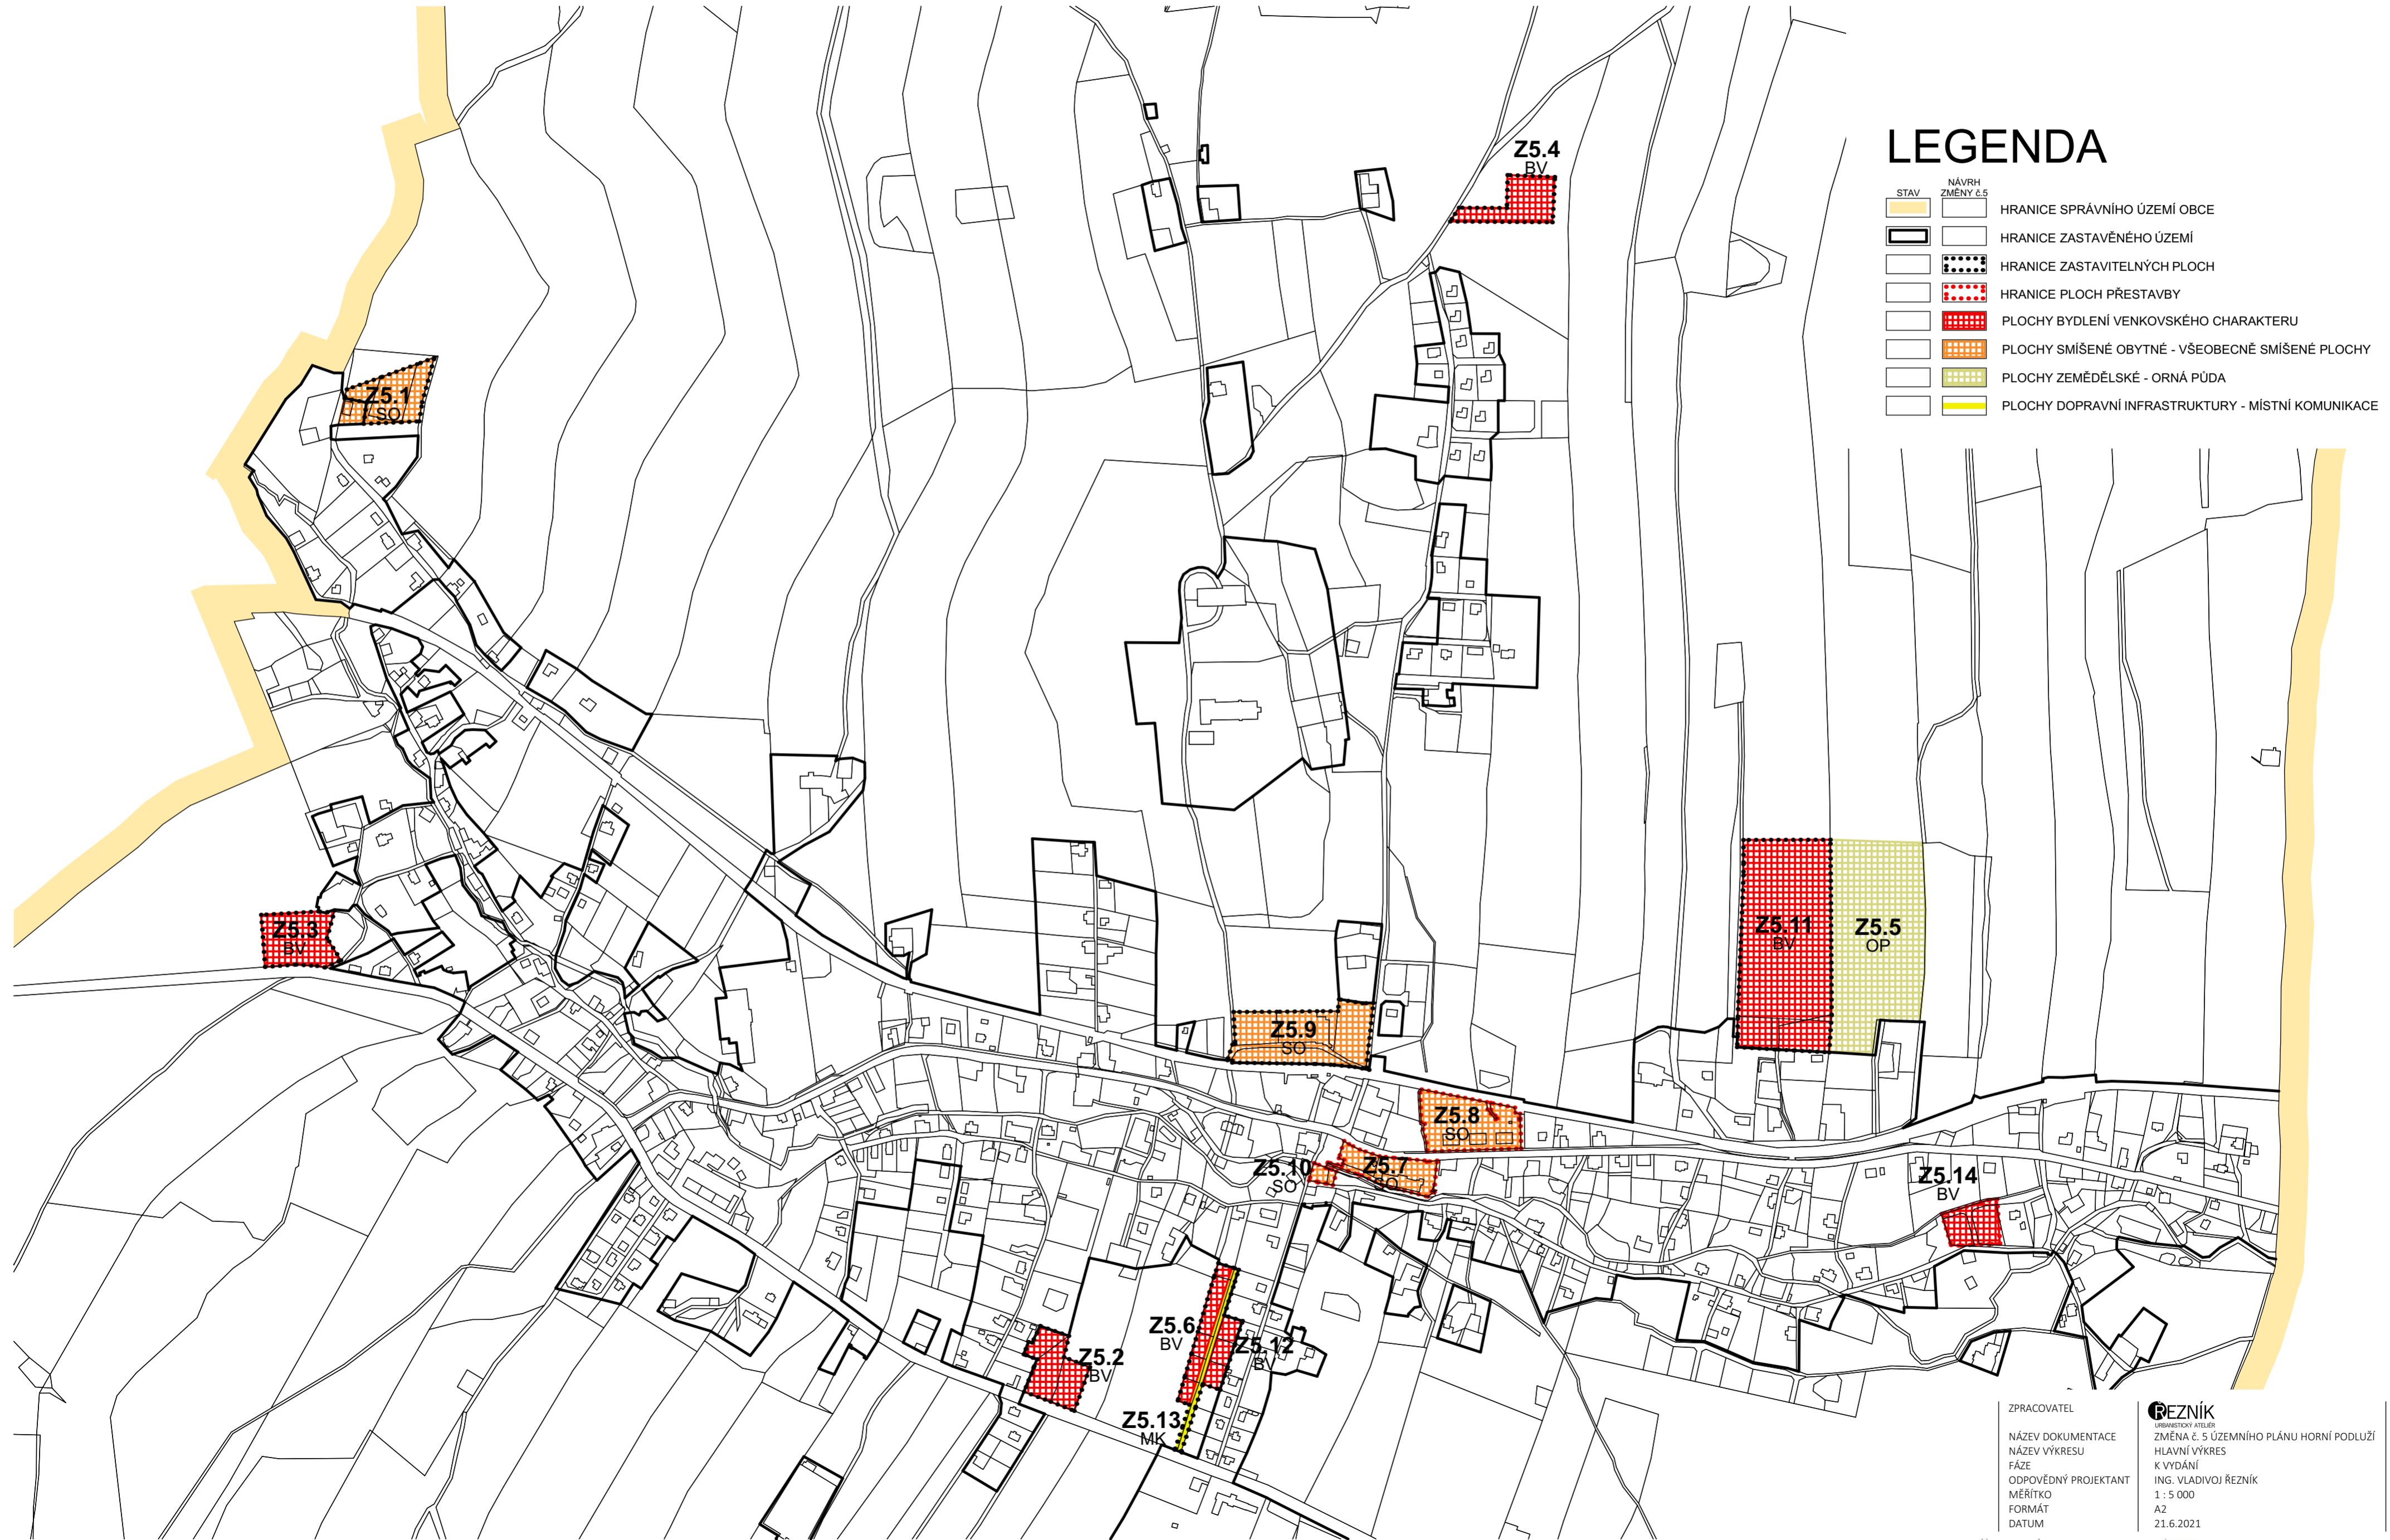 LEGENDA
STAV
NÁVRH
ZMĚNY č.5
HRANICE SPRÁVNÍHO ÚZEMÍ OBCE
HRANICE ZASTAVĚNÉHO ÚZEMÍ
HRANICE ZASTAVITELNÝCH PLOCH
HRANICE PLOCH PŘESTAVBY
PLOCHY BYDLENÍ VENKOVSKÉHO CHARAKTERU
PLOCHY SMÍŠENÉ OBYTNÉ - VŠEOBECNĚ SMÍŠENÉ PLOCHY
PLOCHY ZEMĚDĚLSKÉ - ORNÁ PŮDA
PLOCHY DOPRAVNÍ INFRASTRUKTURY - MÍSTNÍ KOMUNIKACE
Z5.4
BV
Z5.1
SO
Z5.3
BV
Z5.11
BV
Z5.5
OP
Z5.9
SO
Z5.8
SO
Z5.10
SO
Z5.7
SO
Z5.14
BV
Z5.6
BV
Z5.12
BV
Z5.2
BV
Z5.13
MK
ZPRACOVATEL
ŘEZNÍK
URBANISTICKÝ ATELIÉR
NÁZEV DOKUMENTACE ZMĚNA č. 5 ÚZEMNÍHO PLÁNU HORNÍ PODLUŽÍ
NÁZEV VÝKRESU HLAVNÍ VÝKRES
FÁZE K VYDÁNÍ
ODPOVĚDNÝ PROJEKTANT ING. VLADIVOJ ŘEZNÍK
MĚŘÍTKO 1 : 5 000
FORMÁT A2
DATUM 21.6.2021